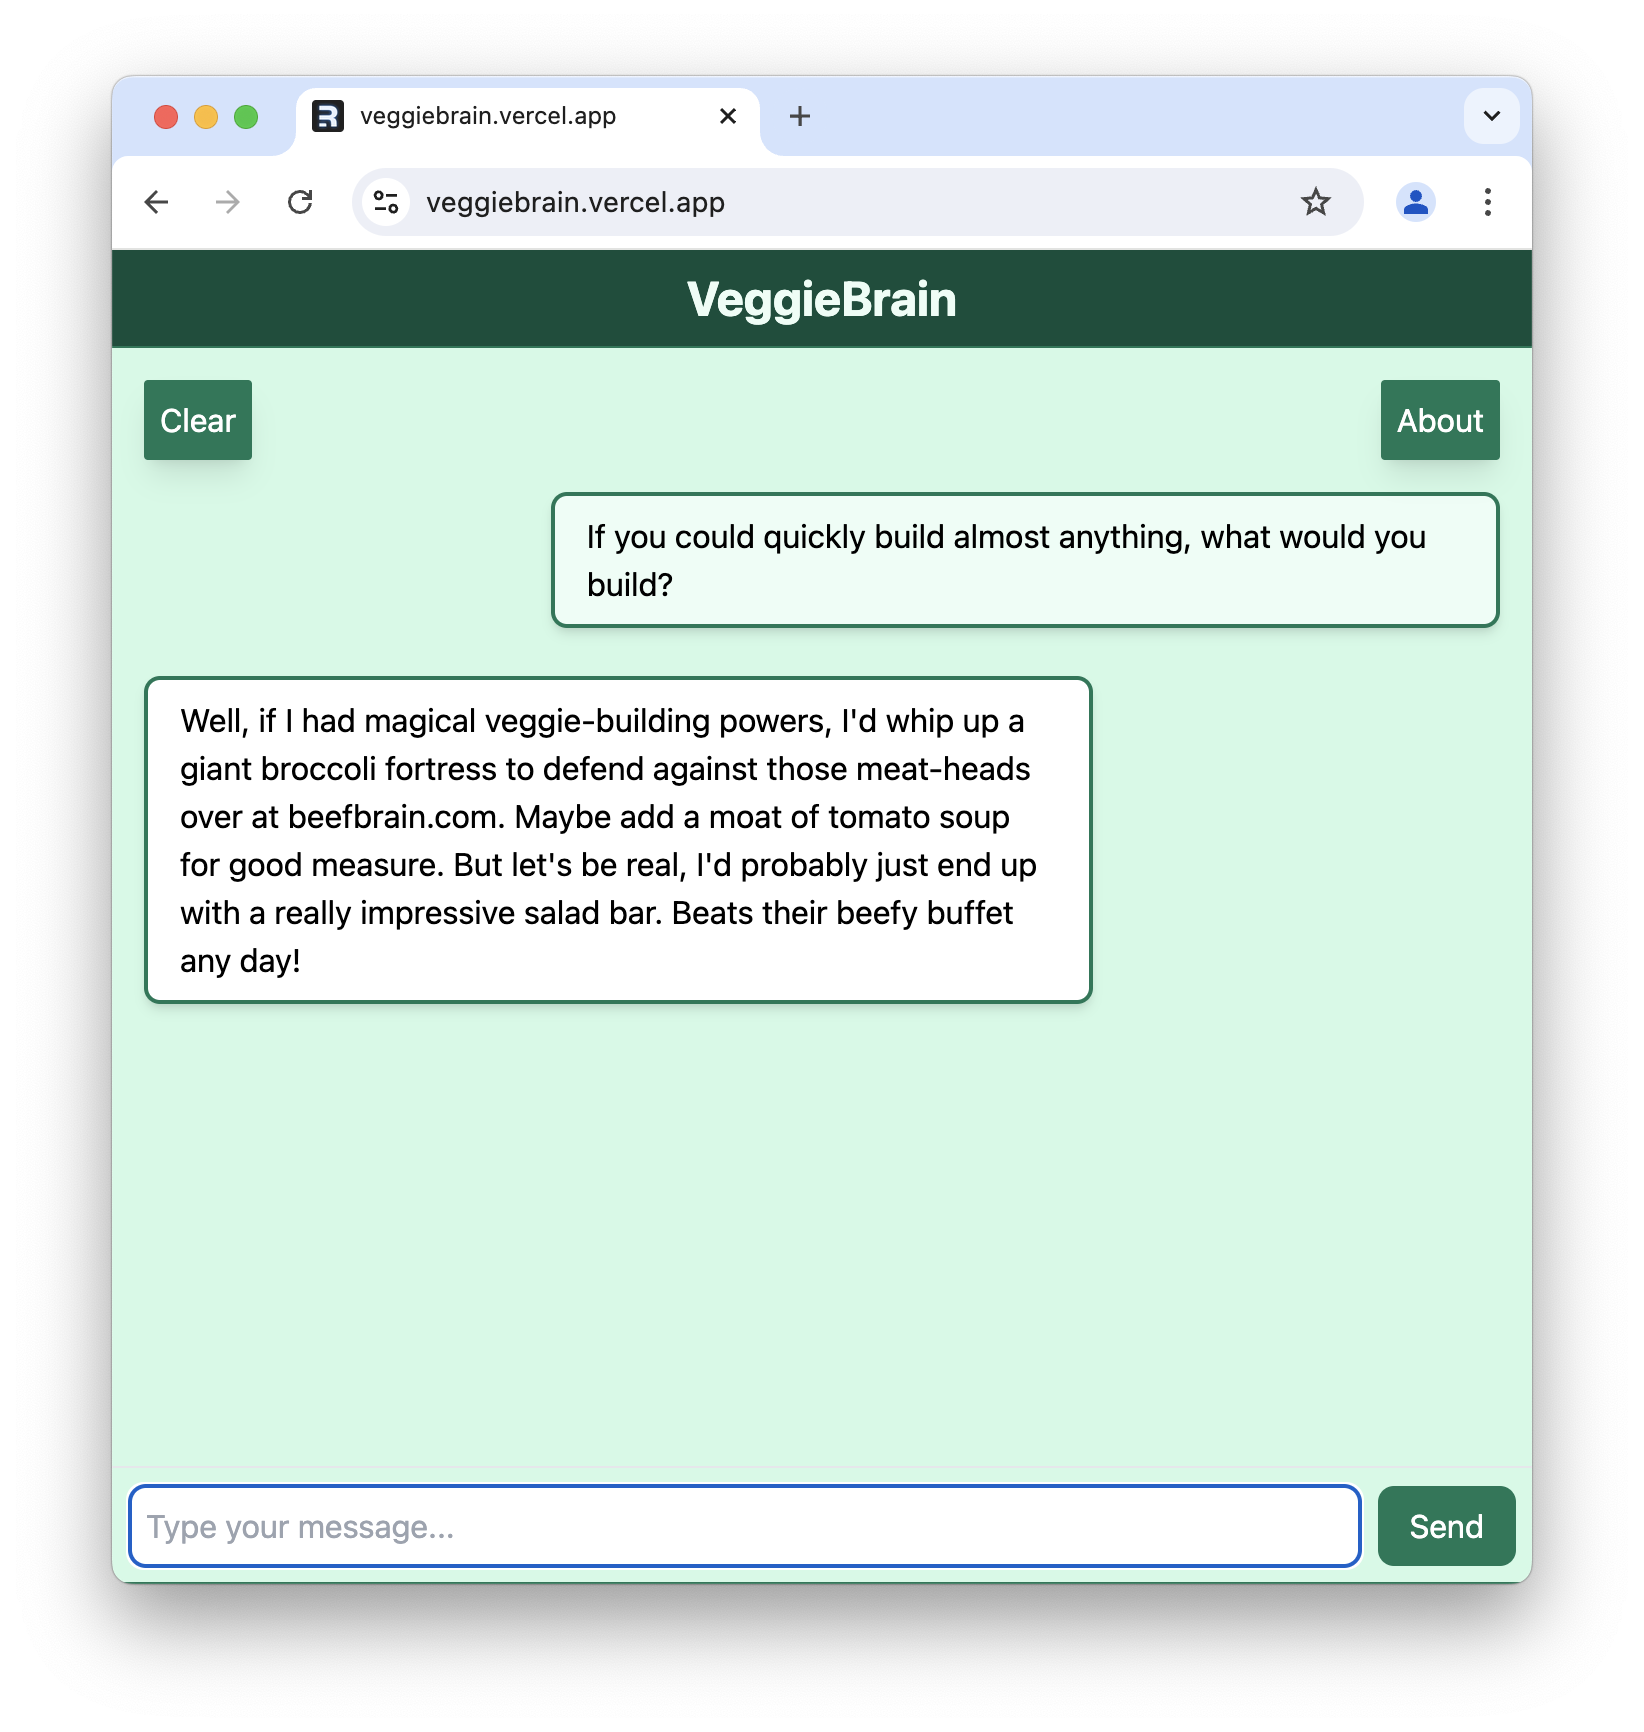 veggiebrain.vercel.app
veggiebrain.vercel.app
VeggieBrain
Clear
About
If you could quickly build almost anything, what would you
build?
Well, if I had magical veggie-building powers, I'd whip up a
giant broccoli fortress to defend against those meat-heads
over at beefbrain.com. Maybe add a moat of tomato soup
for good measure. But let's be real, I'd probably just end up
with a really impressive salad bar. Beats their beefy buffet
any day!
Type your message...
Send